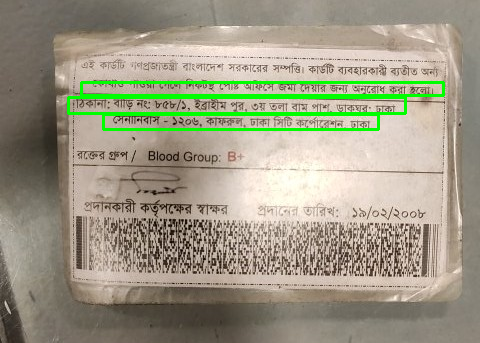 এই কার্ডটি গণপ্রজাতন্ত্রী বাংলাদেশ সরকারের সম্পত্তি। কার্ডটি ব্যবহারকারী ব্যতীত অন্য
কোথাও পাওয়া গেলে নিকটস্থ পোস্ট অফিসে জমা দেয়ার জন্য অনুরোধ করা হলো।
ঠিকানা: বাড়ি নং: ৮৫৮/১, ইব্রাহীম পুর, ৩য় তলা বাম পাশ, ডাকঘর: ঢাকা
সেনানিবাস - ১২০৬, কাফরুল, ঢাকা সিটি কর্পোরেশন, ঢাকা
রক্তের গ্রুপ / Blood Group: B+
প্রদানকারী কর্তৃপক্ষের স্বাক্ষর প্রদানের তারিখ: ১৯/০২/২০০৮